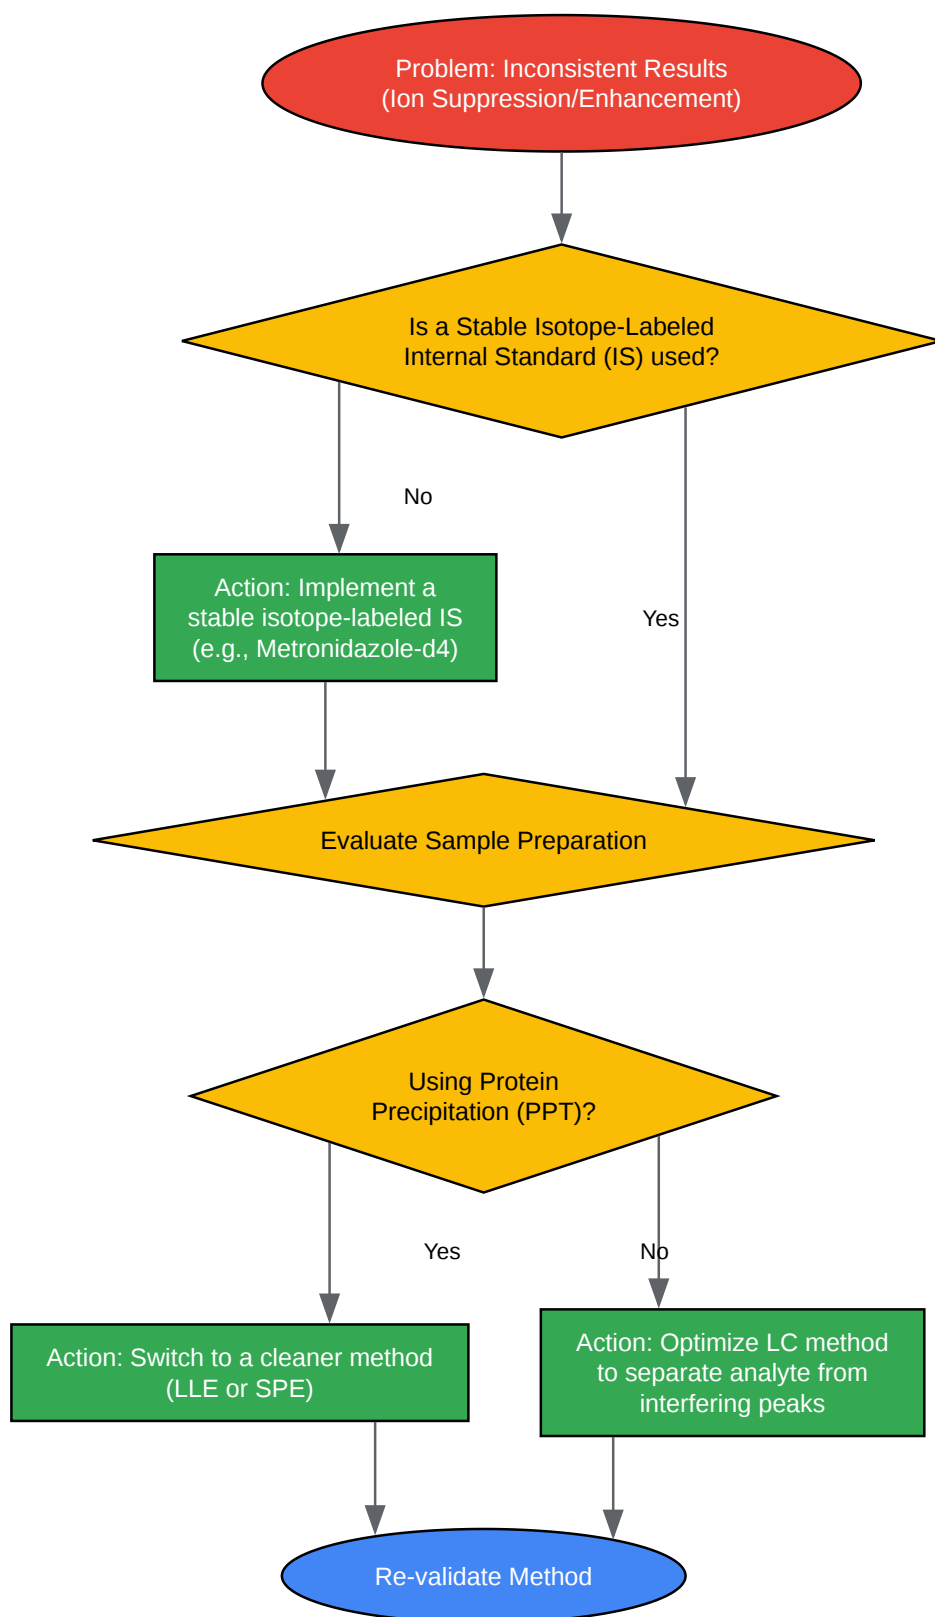 Problem: Inconsistent Results
(Ion Suppression/Enhancement)
Is a Stable Isotope-Labeled
Internal Standard (IS) used?
No
Action: Implement a
stable isotope-labeled IS
(e.g., Metronidazole-d4)
Yes
Evaluate Sample Preparation
Using Protein
Precipitation (PPT)?
Yes
No
Action: Switch to a cleaner method
(LLE or SPE)
Action: Optimize LC method
to separate analyte from
interfering peaks
Re-validate Method